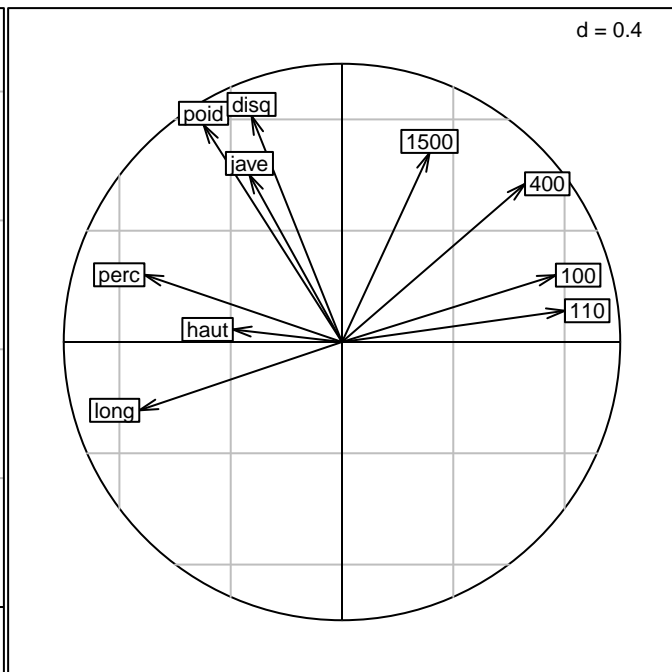 d = 0.4
disq
poid
1500
jave
400
perc
100
110
haut
long